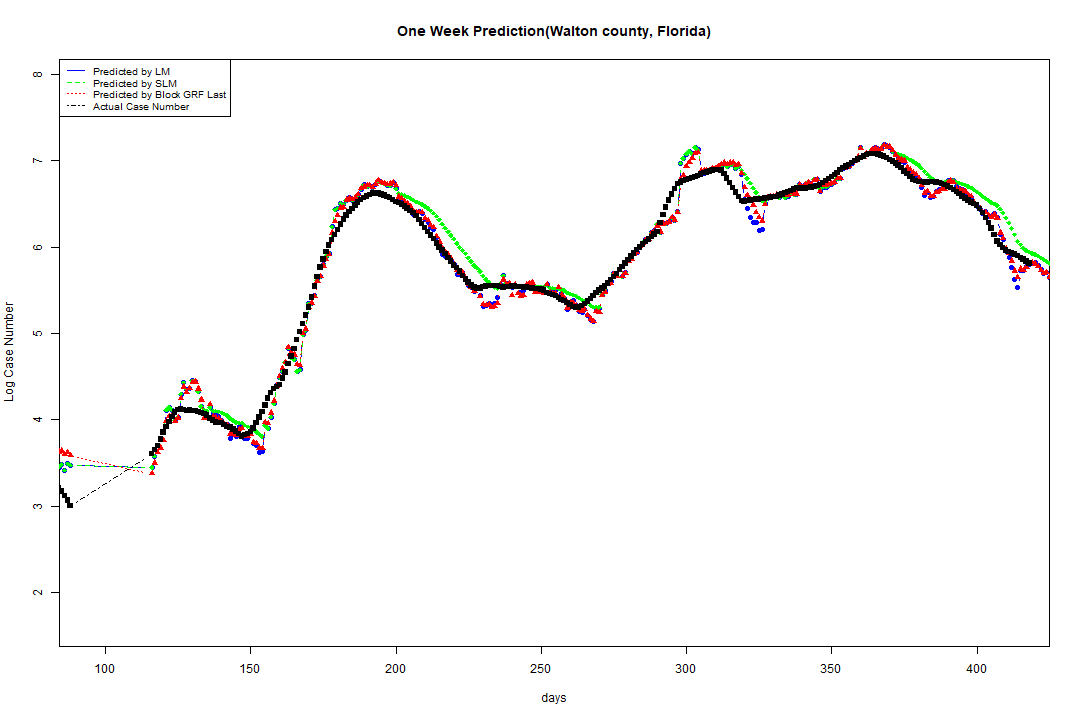 One Week Prediction(Walton county, Florida)
Predicted by LM
Predicted by SLM
Predicted by Block GRF Last
Actual Case Number
8
7
6
5
4
3
2
Log Case Number
100 150 200 250 300 350 400
days